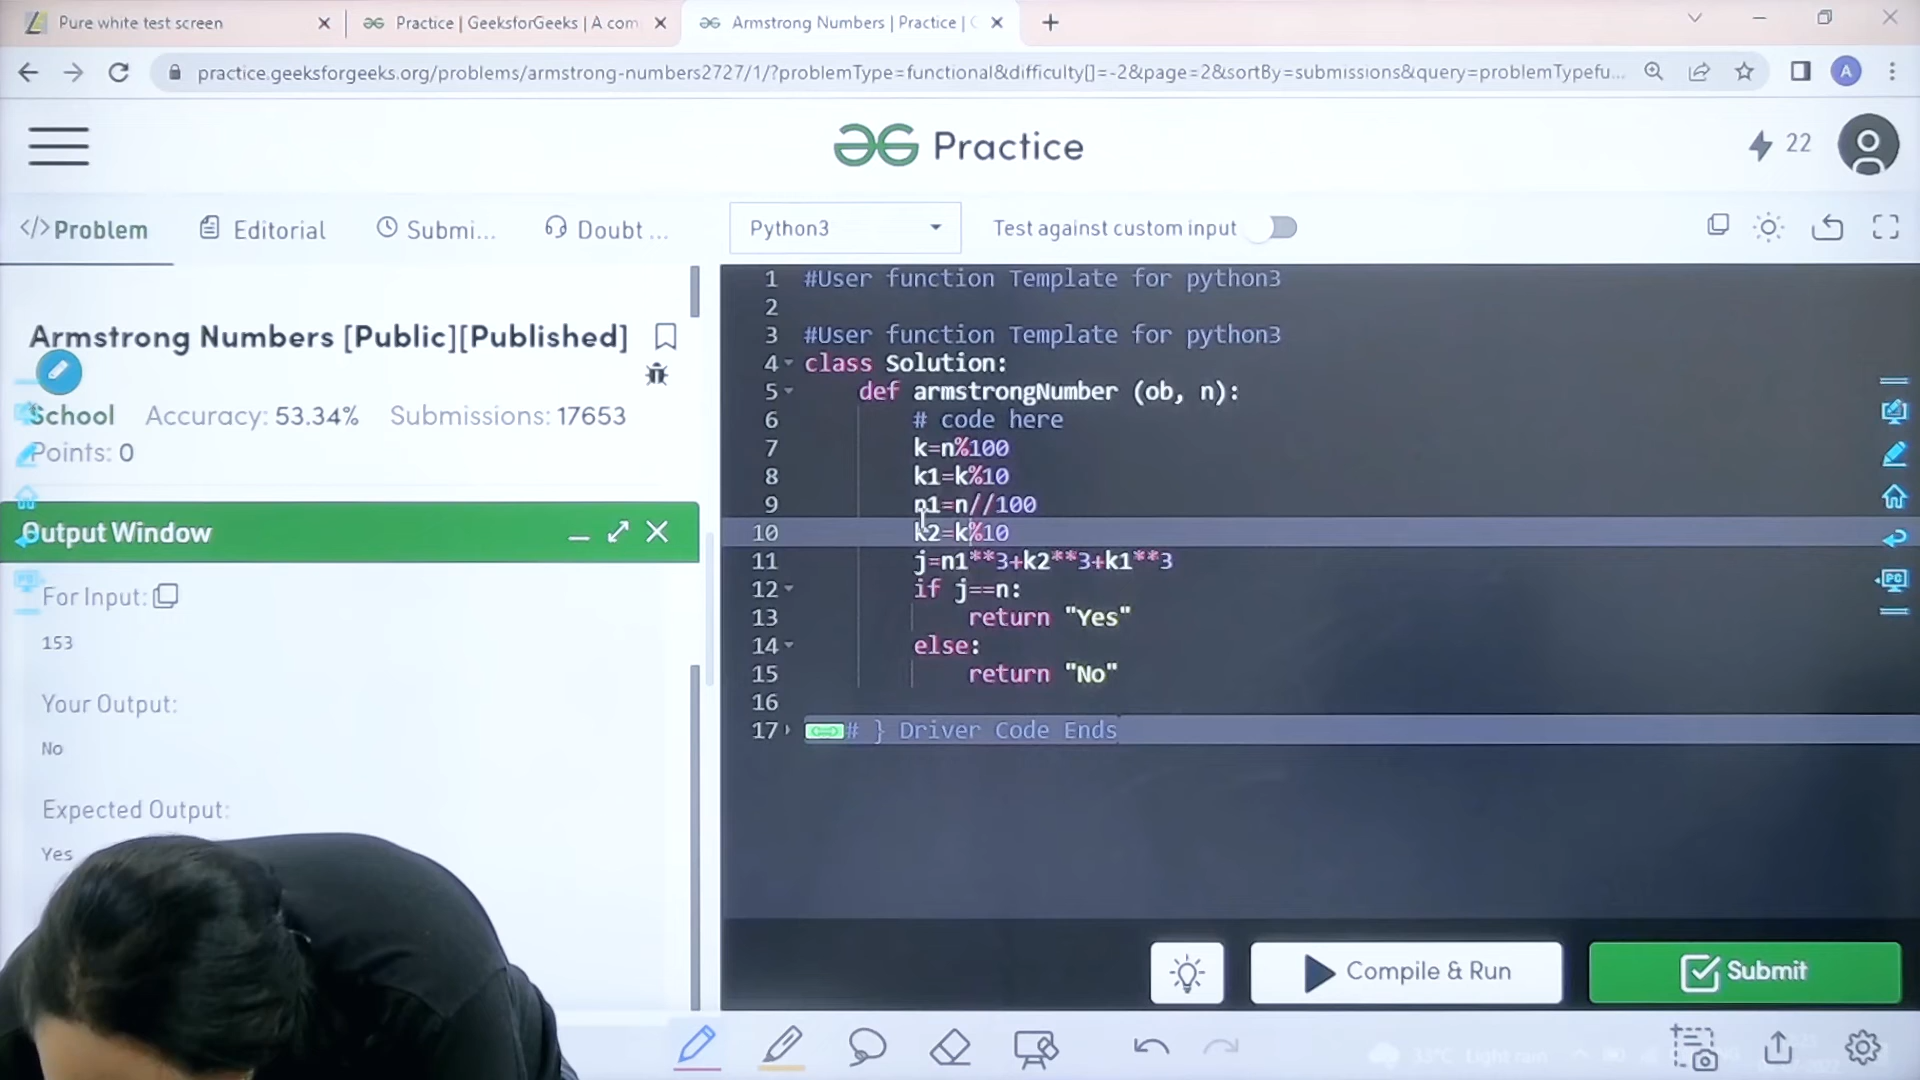 Pure white test screen
Practice | GeeksforGeeks | A com
Armstrong Numbers | Practice |
practice.geeksforgeeks.org/problems/armstrong-numbers2727/1/?problemType=functional&difficulty[]=-2&page=2&sortBy=submissions&query=problemTypefu...
A
Practice
22
</>Problem
Editorial
Submi...
Doubt ...
Python3
Test against custom input
Armstrong Numbers [Public][Published]
School Accuracy: 53.34% Submissions: 17653
Points: 0
Output Window
For Input:
153
Your Output:
No
Expected Output:
Yes
1 #User function Template for python3
2
3 #User function Template for python3
4 class Solution:
5 def armstrongNumber (ob, n):
6 # code here
7 k=n%100
8 k1=k%10
9 n1=n//100
10 k2=k%10
11 j=n1**3+k2**3+k1**3
12 if j==n:
13 return "Yes"
14 else:
15 return "No"
16
17 # } Driver Code Ends
PC
Compile & Run
Submit
33°C Light rain